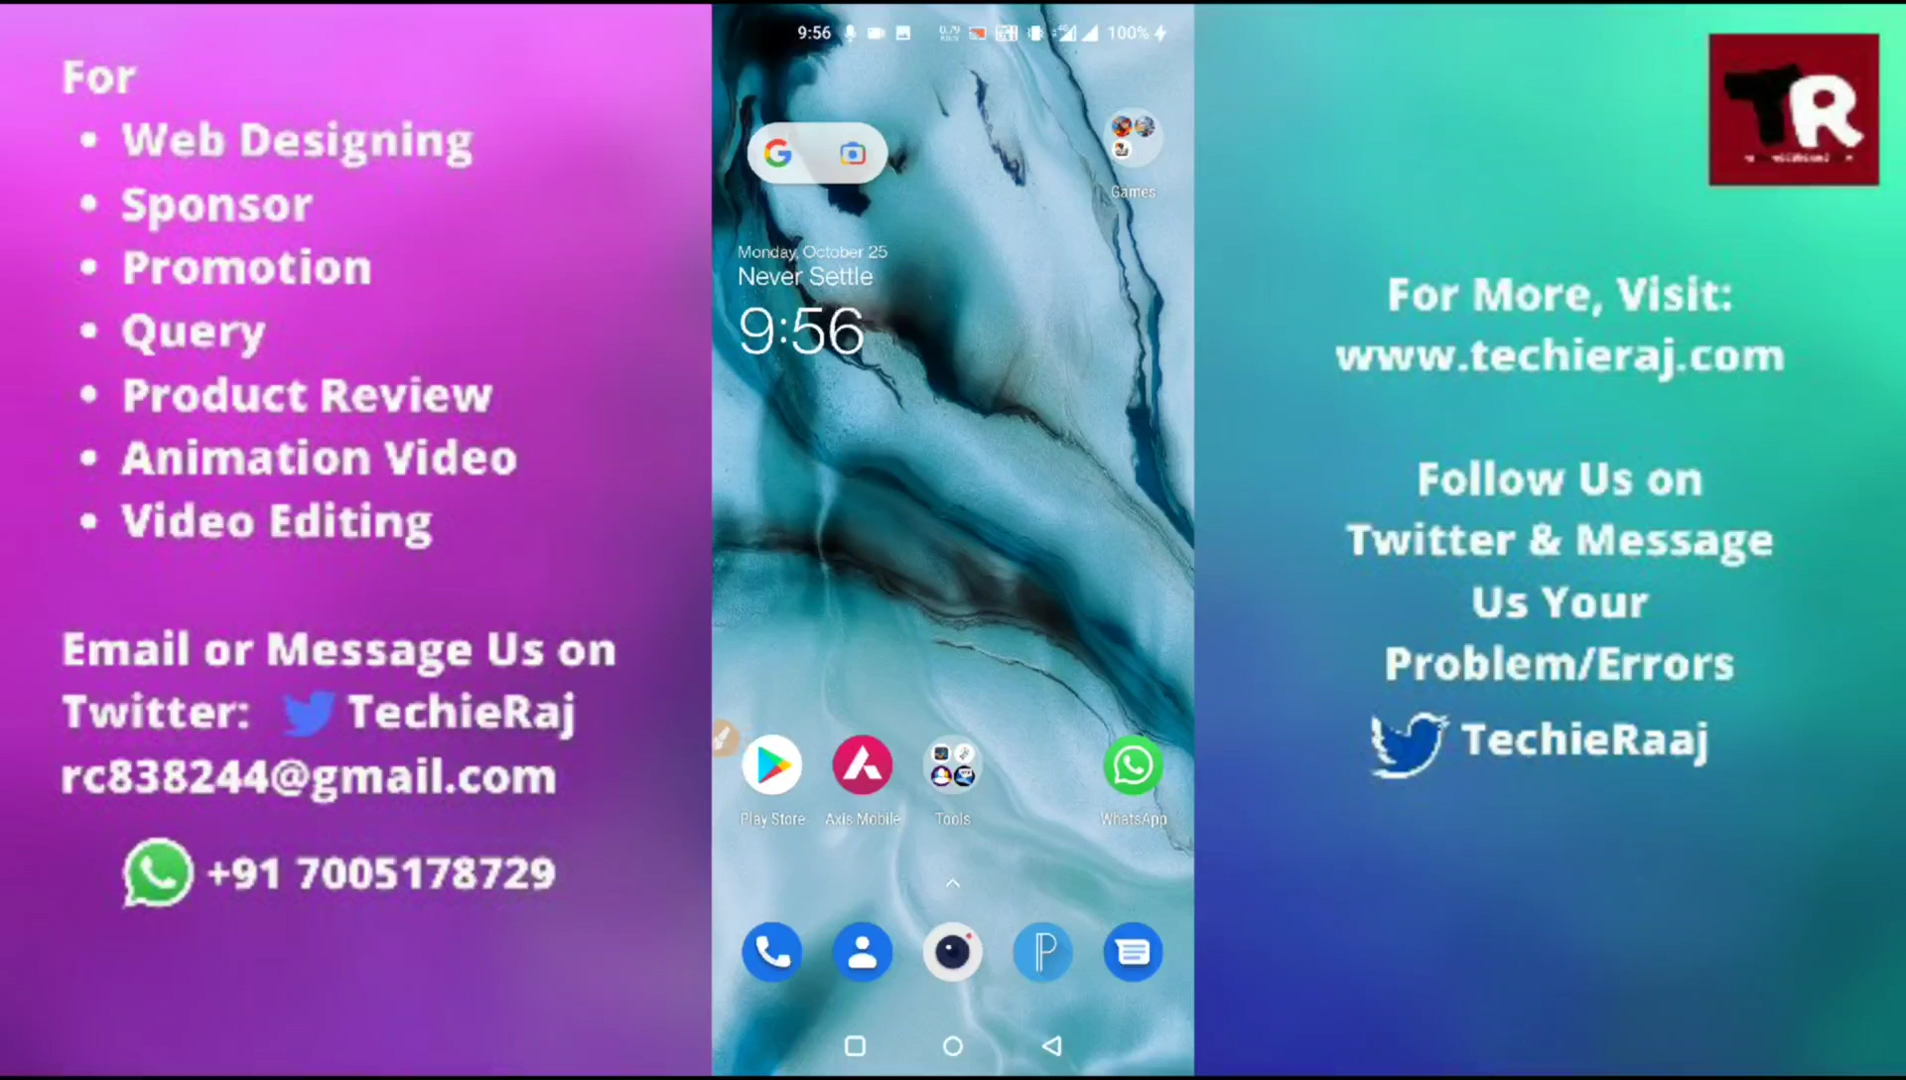 For
• Web Designing
• Sponsor
• Promotion
• Query
• Product Review
• Animation Video
• Video Editing
Email or Message Us on
Twitter: TechieRaj
rc838244@gmail.com
+91 7005178729
9:56
0.79
100%
Games
Monday, October 25
Never Settle
9:56
Play Store
Axis Mobile
Tools
WhatsApp
TR
For More, Visit:
www.techieraj.com
Follow Us on
Twitter & Message
Us Your
Problem/Errors
TechieRaaj